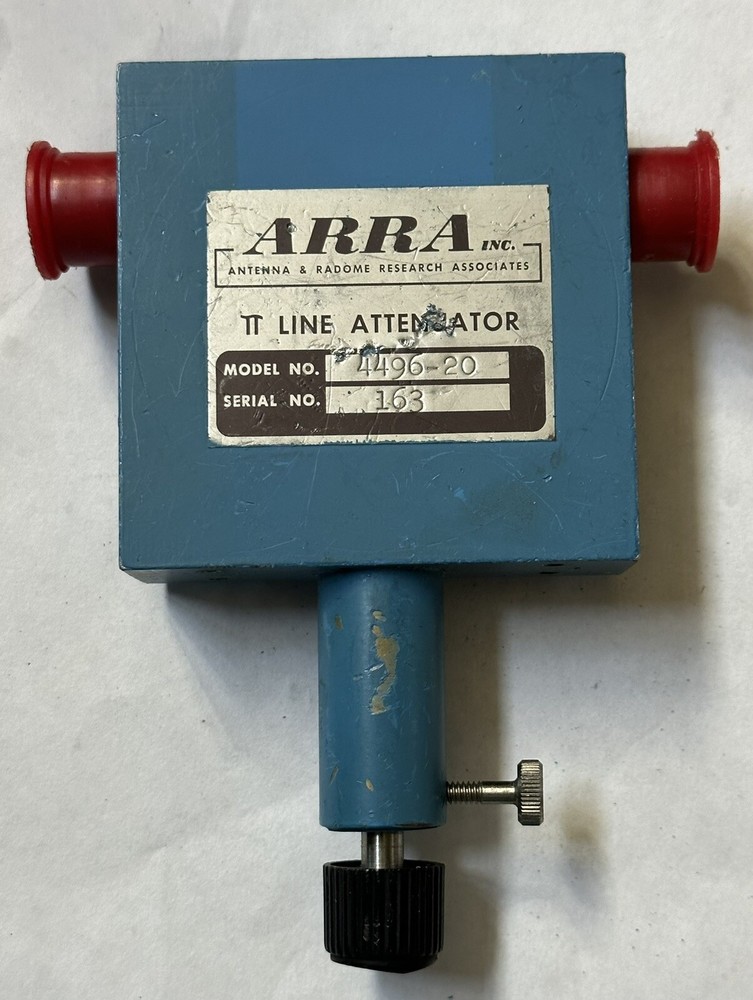 ARRA INC.
ANTENNA & RADOME RESEARCH ASSOCIATES
π LINE ATTENUATOR
MODEL NO. 4496-20
SERIAL NO. 163